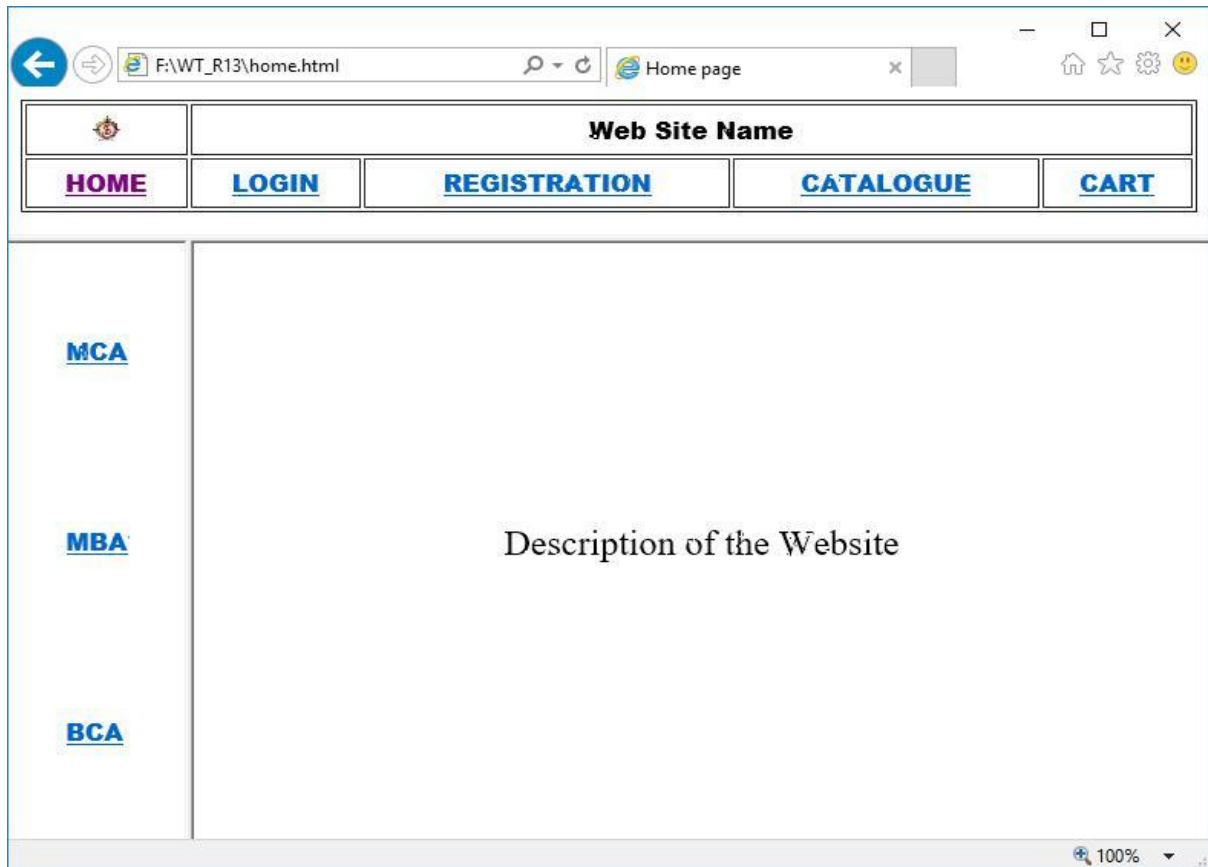 F:\WT_R13\home.html
Home page
Web Site Name
HOME LOGIN REGISTRATION CATALOGUE CART
MCA
MBA
Description of the Website
BCA
100%